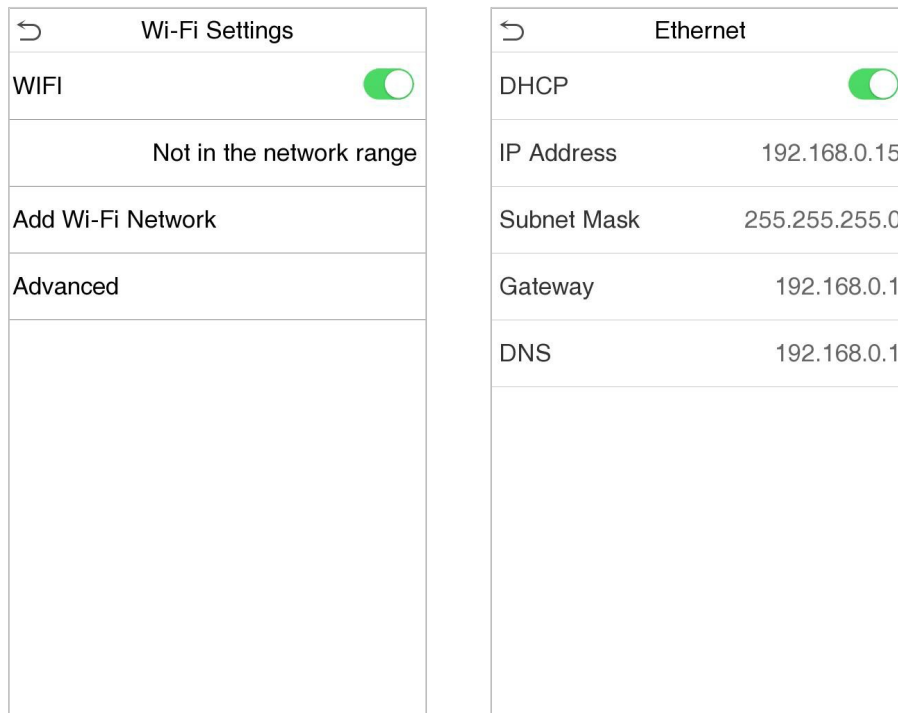 Wi-Fi Settings
WIFI
Not in the network range
Add Wi-Fi Network
Advanced
Ethernet
DHCP
IP Address 192.168.0.15
Subnet Mask 255.255.255.0
Gateway 192.168.0.1
DNS 192.168.0.1